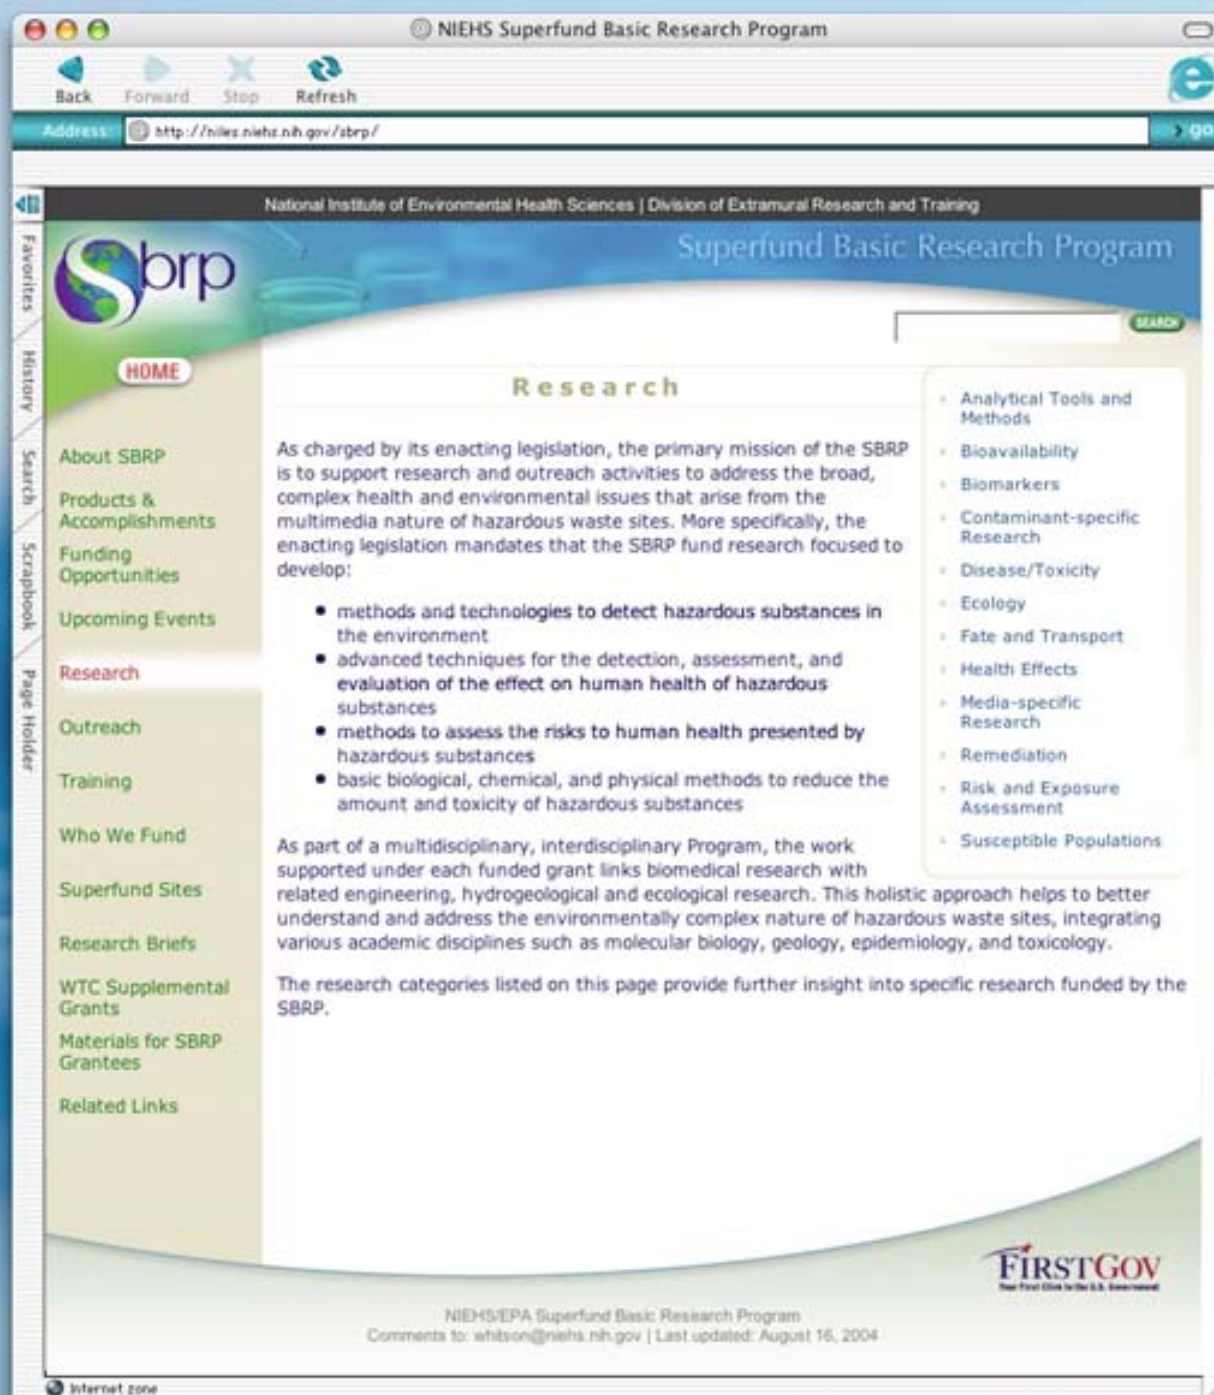 NIEHS Superfund Basic Research Program
Back Forward Stop Refresh
Address: http://niles.niehs.nih.gov/sbrp/ go
National Institute of Environmental Health Sciences | Division of Extramural Research and Training
Sbrp
Superfund Basic Research Program
SEARCH
Favorites
History
Search
Scrapbook
Page Holder
HOME
About SBRP
Products &
Accomplishments
Funding
Opportunities
Upcoming Events
Research
Outreach
Training
Who We Fund
Superfund Sites
Research Briefs
WTC Supplemental
Grants
Materials for SBRP
Grantees
Related Links
Research
As charged by its enacting legislation, the primary mission of the SBRP
is to support research and outreach activities to address the broad,
complex health and environmental issues that arise from the
multimedia nature of hazardous waste sites. More specifically, the
enacting legislation mandates that the SBRP fund research focused to
develop:
• methods and technologies to detect hazardous substances in
the environment
• advanced techniques for the detection, assessment, and
evaluation of the effect on human health of hazardous
substances
• methods to assess the risks to human health presented by
hazardous substances
• basic biological, chemical, and physical methods to reduce the
amount and toxicity of hazardous substances
As part of a multidisciplinary, interdisciplinary Program, the work
supported under each funded grant links biomedical research with
related engineering, hydrogeological and ecological research. This holistic approach helps to better
understand and address the environmentally complex nature of hazardous waste sites, integrating
various academic disciplines such as molecular biology, geology, epidemiology, and toxicology.
The research categories listed on this page provide further insight into specific research funded by the
SBRP.
Analytical Tools and
Methods
Bioavailability
Biomarkers
Contaminant-specific
Research
Disease/Toxicity
Ecology
Fate and Transport
Health Effects
Media-specific
Research
Remediation
Risk and Exposure
Assessment
Susceptible Populations
FIRSTGOV
Your First Click to the U.S. Government
NIEHS/EPA Superfund Basic Research Program
Comments to: whitson@niehs.nih.gov | Last updated: August 16, 2004
Internet zone